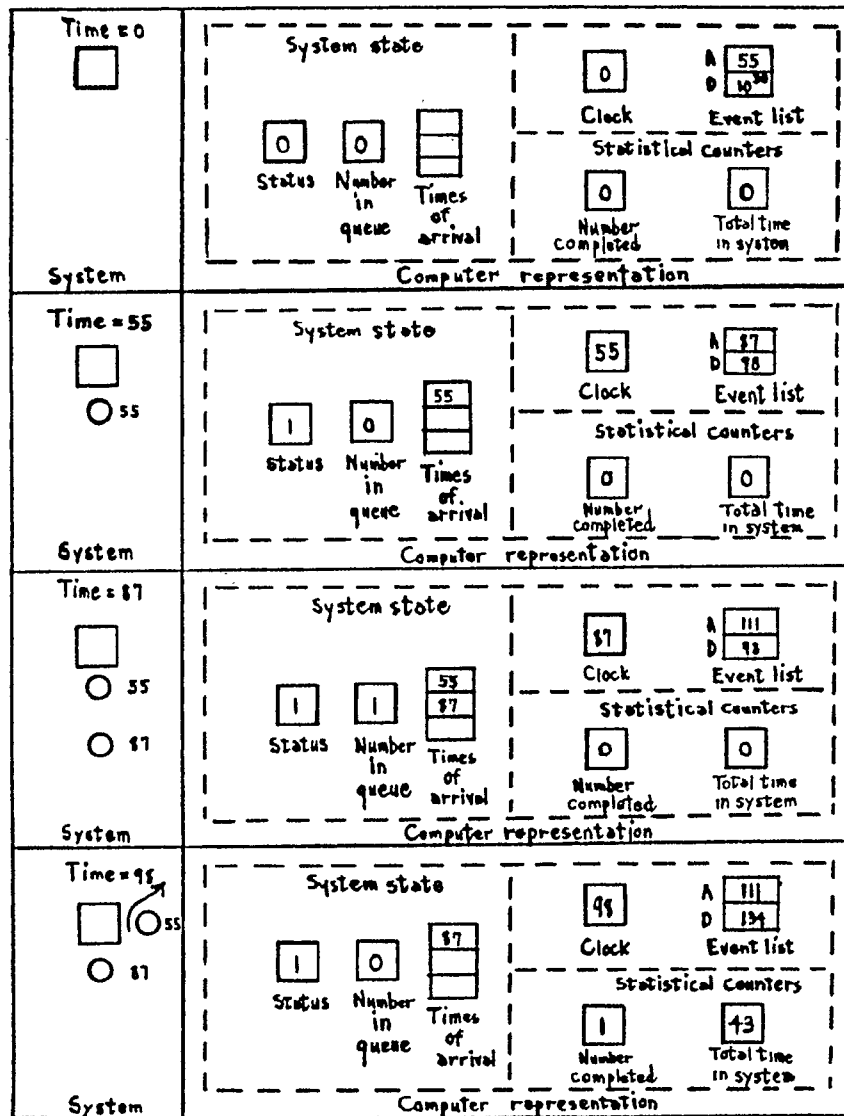 Time = 0
System state
0
Status
0
Number
in
queue
Times
of
arrival
0
Clock
A 55
D 10^30
Event list
Statistical counters
0
Number
completed
0
Total time
in system
System
Computer representation
Time = 55
55
System state
1
Status
0
Number
in
queue
55
Times
of
arrival
55
Clock
A 87
D 98
Event list
Statistical counters
0
Number
completed
0
Total time
in system
System
Computer representation
Time = 87
55
87
System state
1
Status
1
Number
in
queue
55
87
Times
of
arrival
87
Clock
A 111
D 98
Event list
Statistical counters
0
Number
completed
0
Total time
in system
System
Computer representation
Time = 98
55
87
System state
1
Status
0
Number
in
queue
87
Times
of
arrival
98
Clock
A 111
D 134
Event list
Statistical counters
1
Number
completed
43
Total time
in system
System
Computer representation